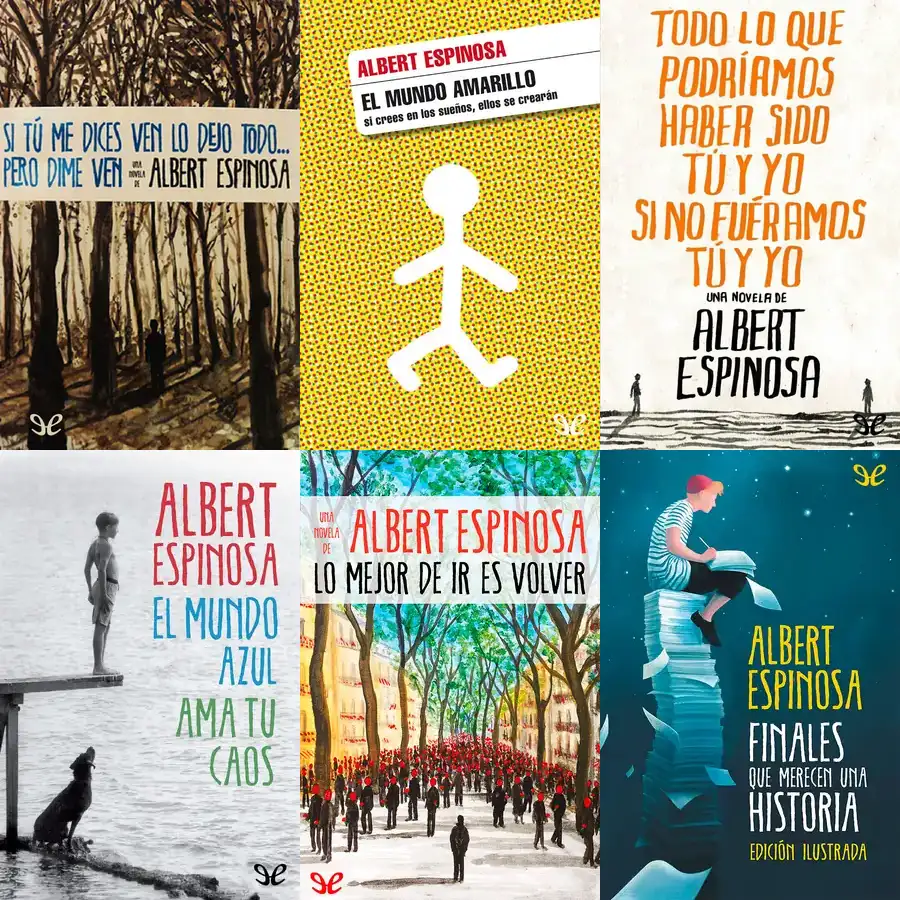 SI TÚ ME DICES VEN LO DEJO TODO...
PERO DIME VEN UNA NOVELA DE ALBERT ESPINOSA
ALBERT ESPINOSA
EL MUNDO AMARILLO
si crees en los sueños, ellos se crearán
TODO LO QUE
PODRÍAMOS
HABER SIDO
TÚ Y YO
SI NO FUÉRAMOS
TÚ Y YO
UNA NOVELA DE
ALBERT
ESPINOSA
ALBERT
ESPINOSA
EL MUNDO
AZUL
AMA TU
CAOS
UNA
NOVELA
DE
ALBERT ESPINOSA
LO MEJOR DE IR ES VOLVER
ALBERT
ESPINOSA
FINALES
QUE MERECEN UNA
HISTORIA
EDICIÓN ILUSTRADA